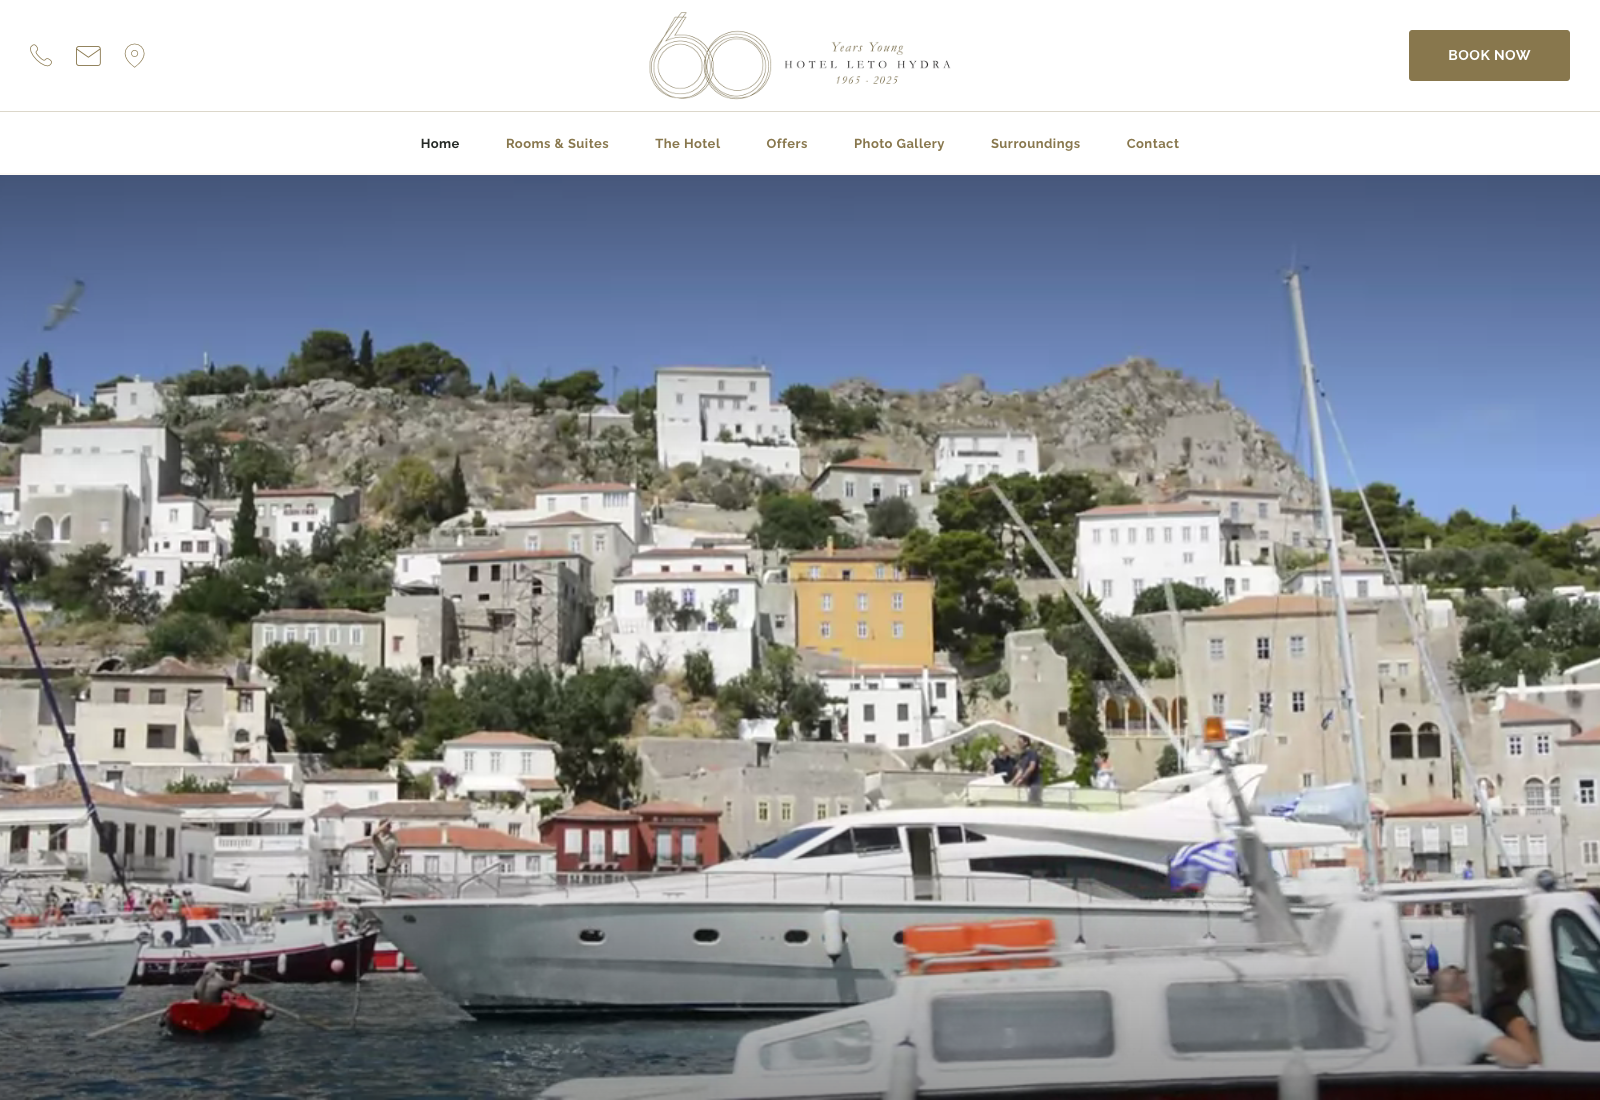 60
Years Young
HOTEL LETO HYDRA
1965 - 2025
BOOK NOW
Home
Rooms & Suites
The Hotel
Offers
Photo Gallery
Surroundings
Contact